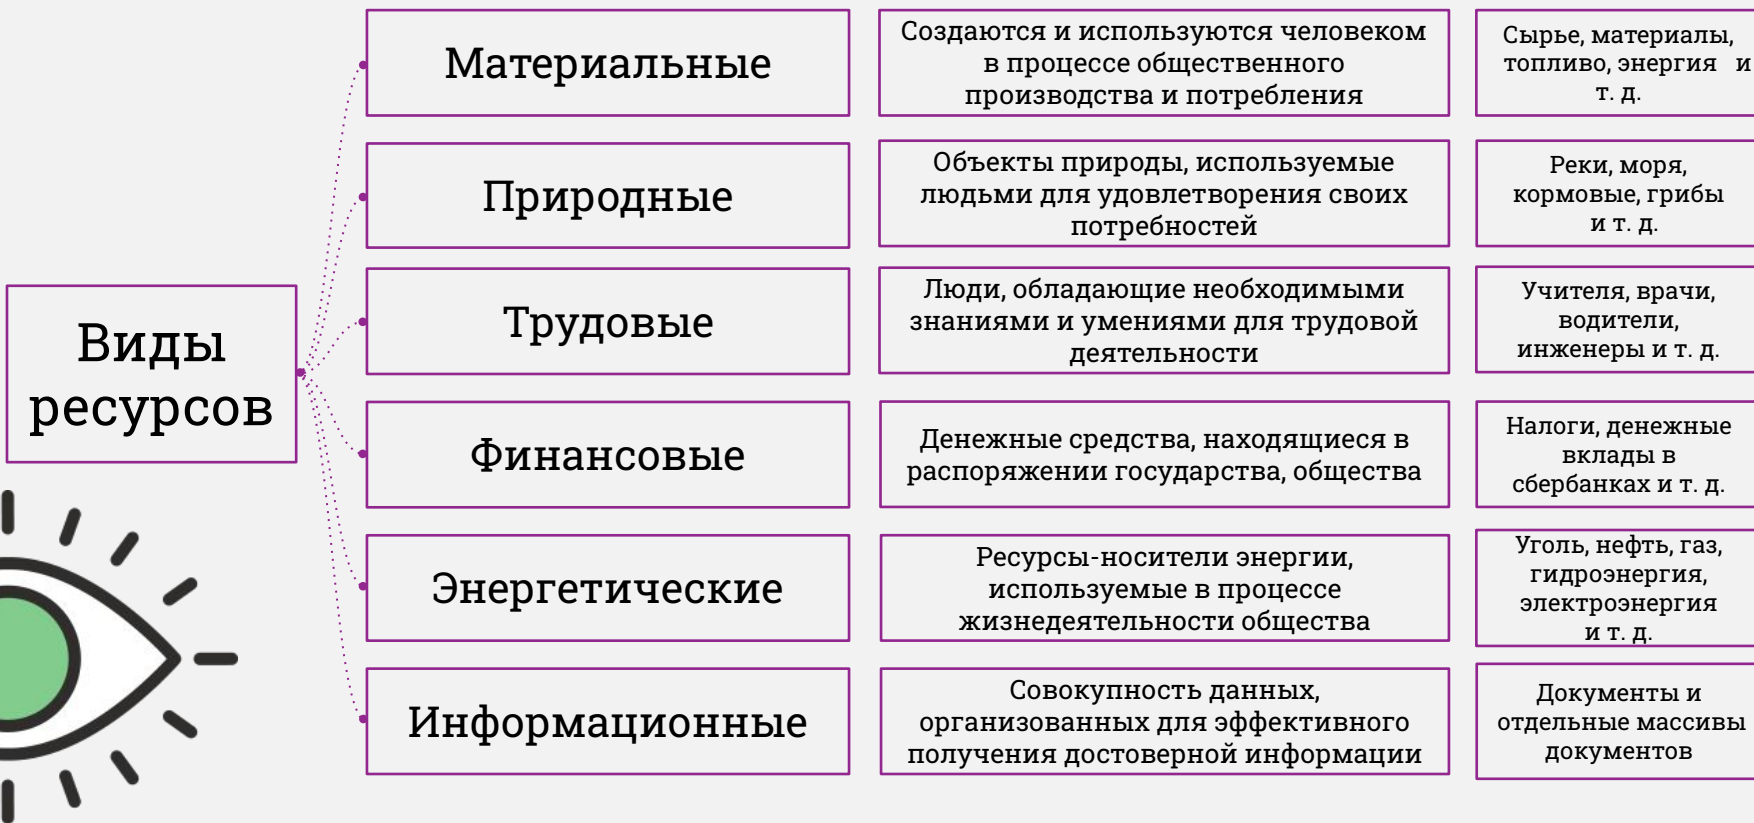 Виды
ресурсов
Материальные
Создаются и используются человеком
в процессе общественного
производства и потребления
Сырье, материалы,
топливо, энергия и
т. д.
Природные
Объекты природы, используемые
людьми для удовлетворения своих
потребностей
Реки, моря,
кормовые, грибы
и т. д.
Трудовые
Люди, обладающие необходимыми
знаниями и умениями для трудовой
деятельности
Учителя, врачи,
водители,
инженеры и т. д.
Финансовые
Денежные средства, находящиеся в
распоряжении государства, общества
Налоги, денежные
вклады в
сбербанках и т. д.
Энергетические
Ресурсы-носители энергии,
используемые в процессе
жизнедеятельности общества
Уголь, нефть, газ,
гидроэнергия,
электроэнергия
и т. д.
Информационные
Совокупность данных,
организованных для эффективного
получения достоверной информации
Документы и
отдельные массивы
документов